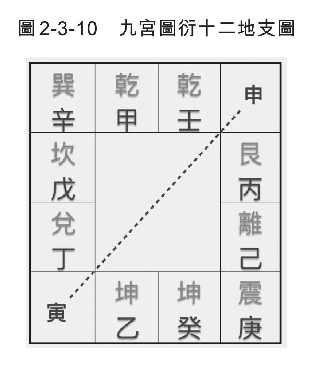 圖2-3-10 九宮圖衍十二地支圖
巽 乾 乾 申
辛 甲 壬
坎 艮
戊 丙
兌 離
丁 己
寅 坤 坤 震
乙 癸 庚